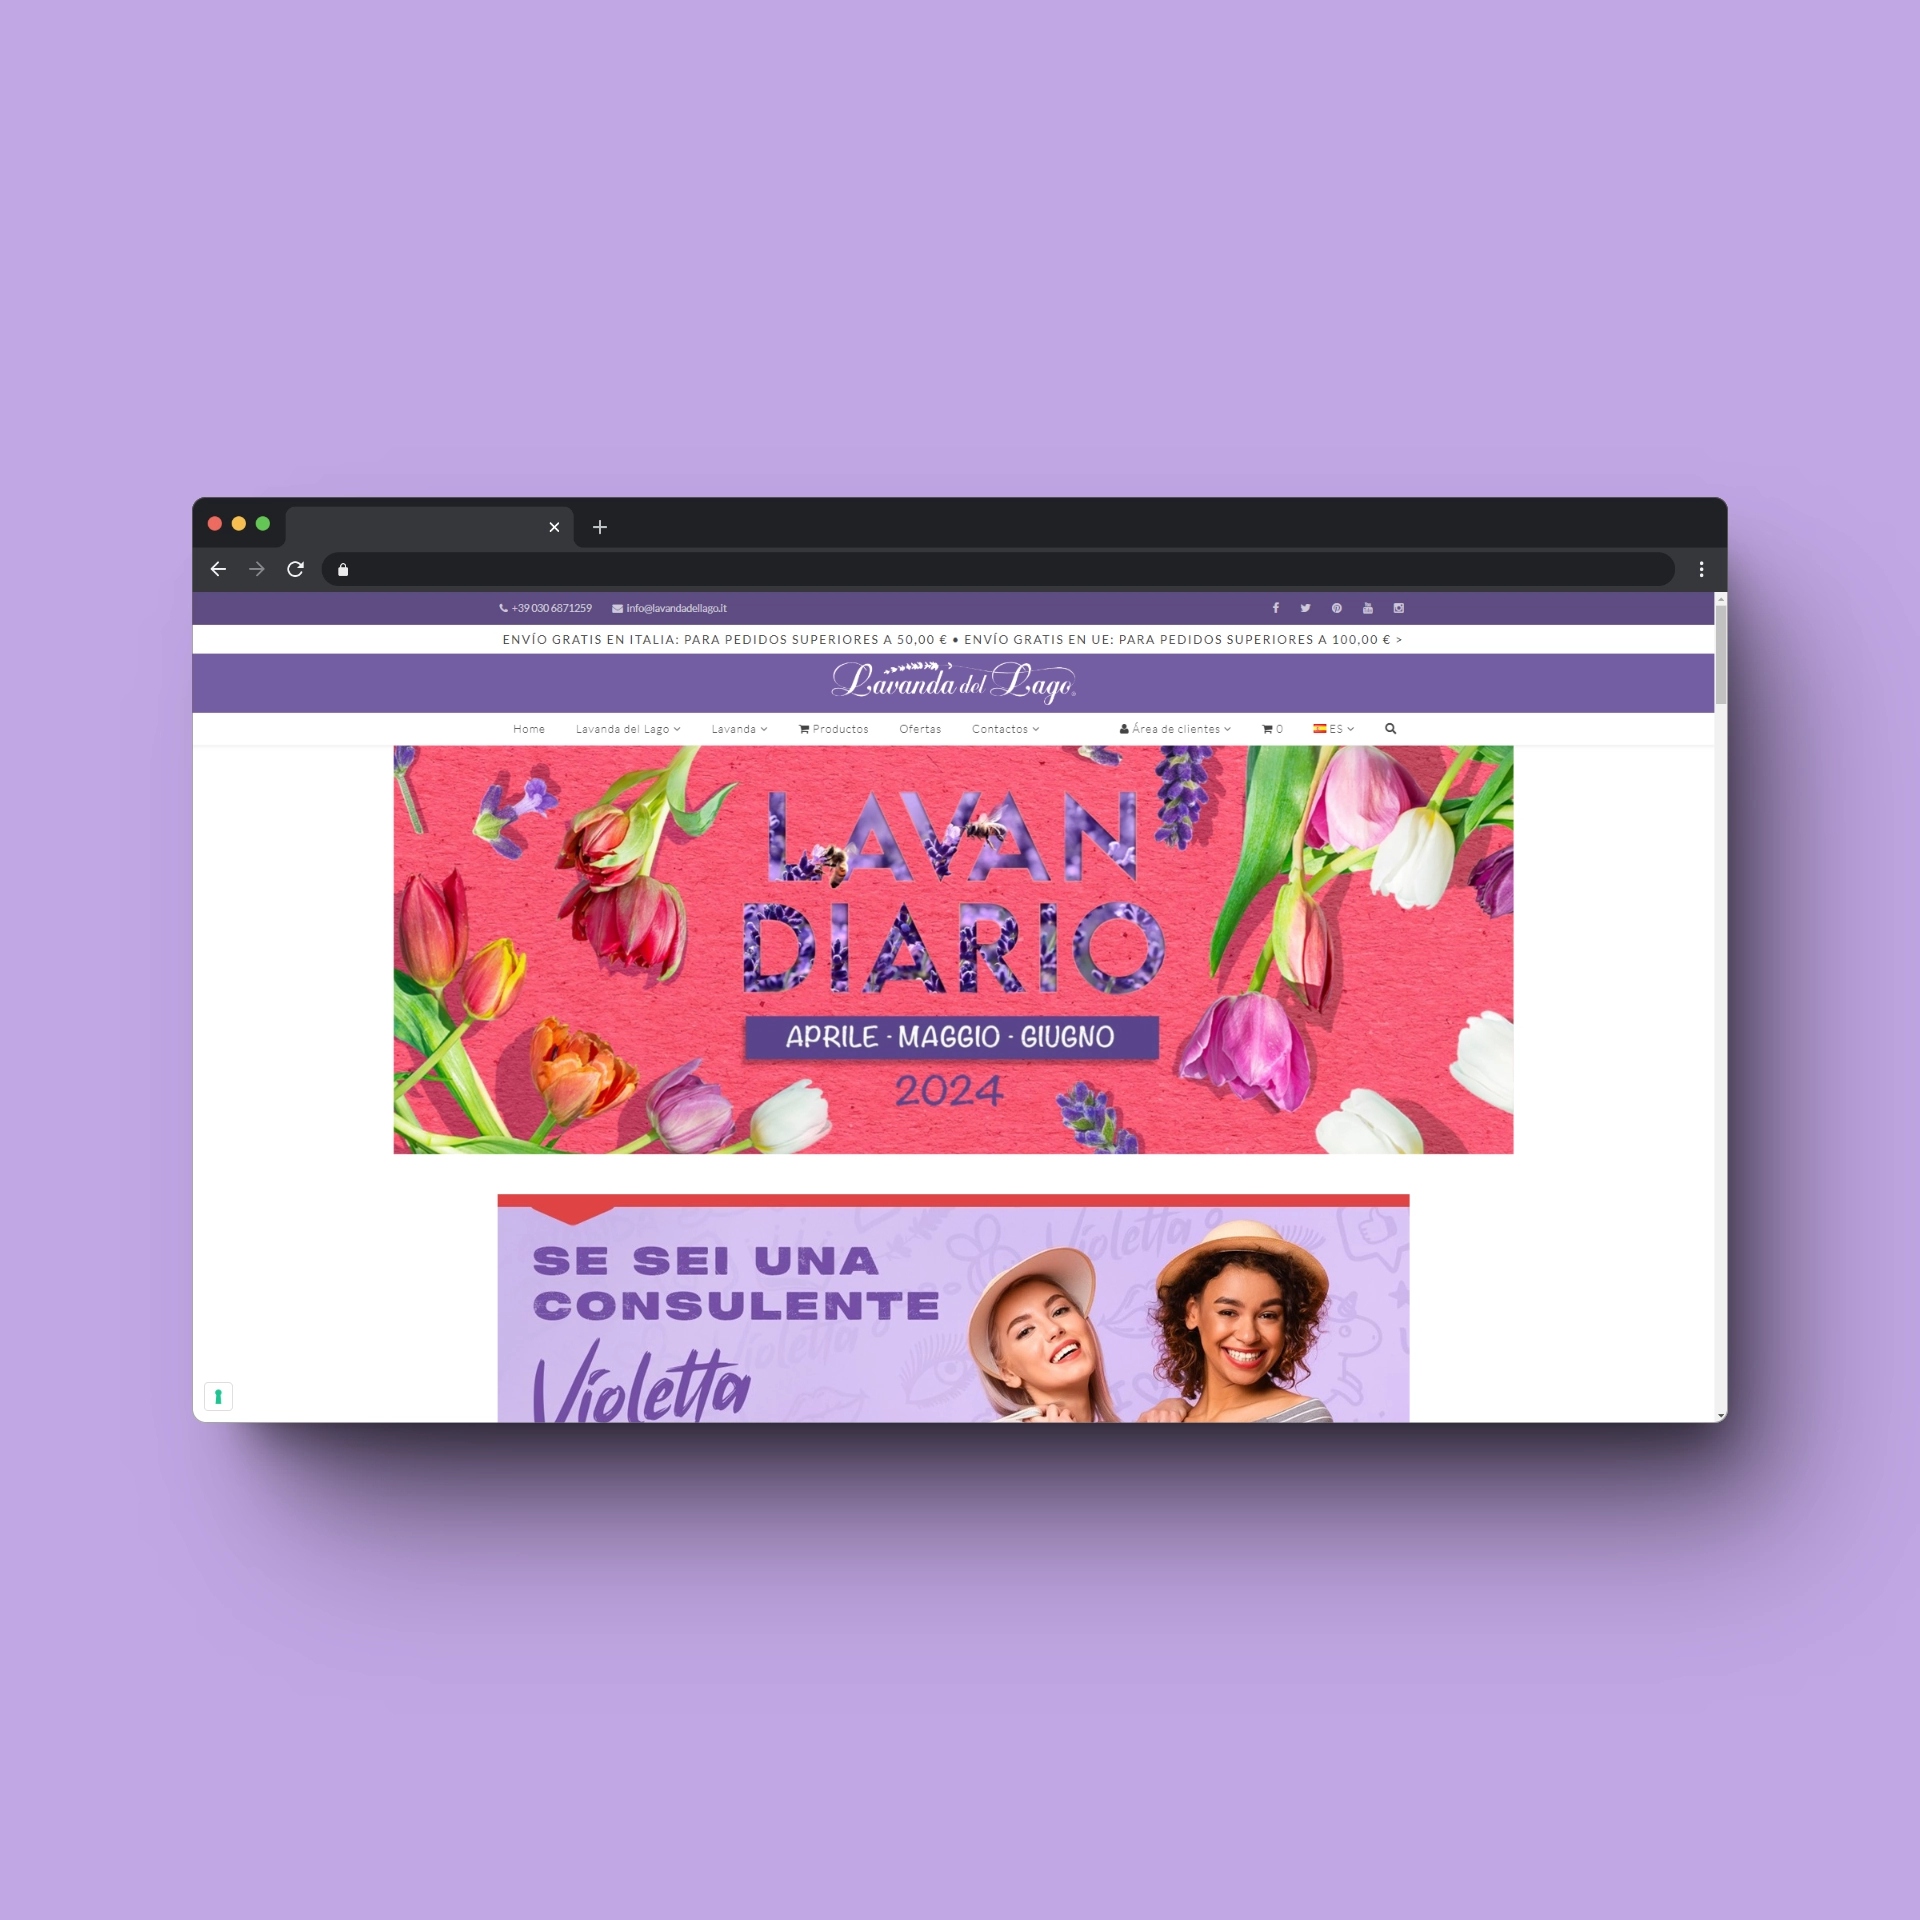 +39 030 6871259 info@lavandadellago.it
ENVÍO GRATIS EN ITALIA: PARA PEDIDOS SUPERIORES A 50,00 € • ENVÍO GRATIS EN UE: PARA PEDIDOS SUPERIORES A 100,00 € >
Lavanda del Lago
Home Lavanda del Lago Lavanda Productos Ofertas Contactos Área de clientes 0 ES
LAVAN
DIARIO
APRILE - MAGGIO - GIUGNO
2024
SE SEI UNA
CONSULENTE
Violetta
Violetta
Violetta